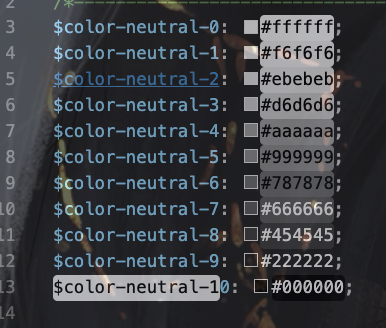 2 /*
3 $color-neutral-0: #ffffff;
4 $color-neutral-1: #f6f6f6;
5 $color-neutral-2: #ebebeb;
6 $color-neutral-3: #d6d6d6;
7 $color-neutral-4: #aaaaaa;
8 $color-neutral-5: #999999;
9 $color-neutral-6: #787878;
10 $color-neutral-7: #666666;
11 $color-neutral-8: #454545;
12 $color-neutral-9: #222222;
13 $color-neutral-10: #000000;
14